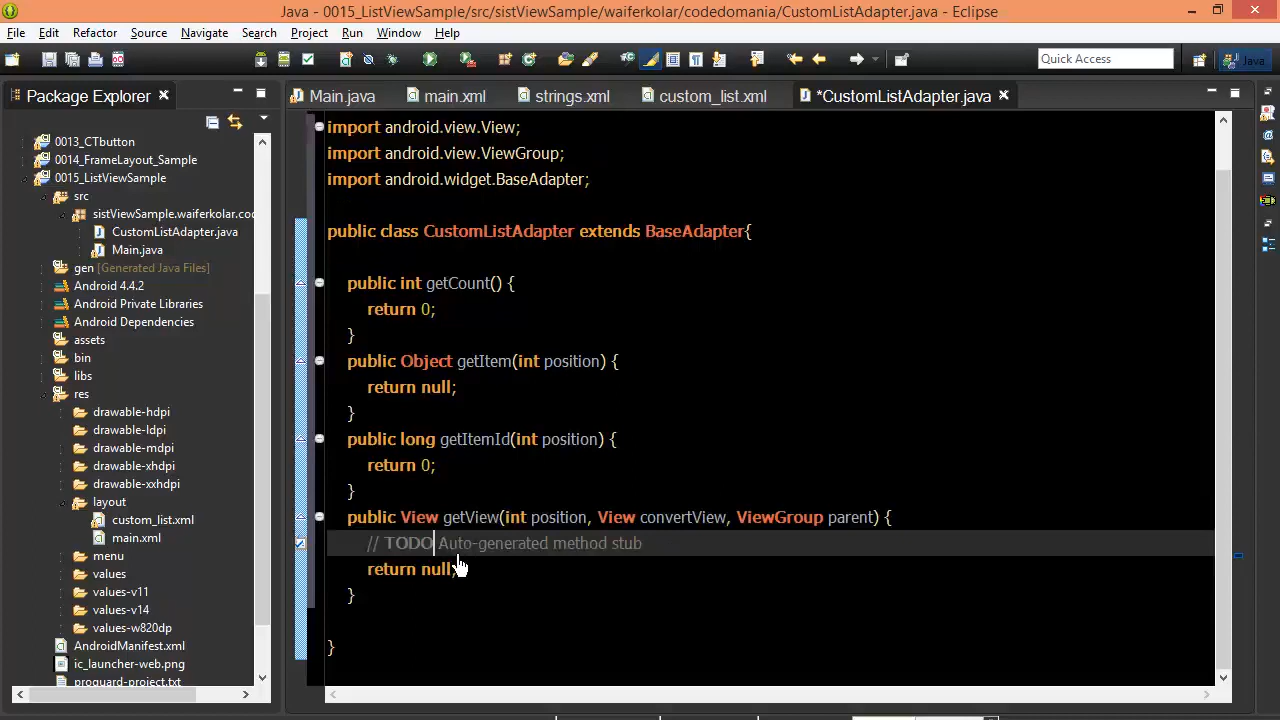 Java - 0015_ListViewSample/src/sistViewSample/waiferkolar/codedomania/CustomListAdapter.java - Eclipse
File Edit Refactor Source Navigate Search Project Run Window Help
Quick Access
Java
Package Explorer
Main.java
main.xml
strings.xml
custom_list.xml
*CustomListAdapter.java
0013_CTbutton
0014_FrameLayout_Sample
0015_ListViewSample
src
sistViewSample.waiferkolar.co
CustomListAdapter.java
Main.java
gen [Generated Java Files]
Android 4.4.2
Android Private Libraries
Android Dependencies
assets
bin
libs
res
drawable-hdpi
drawable-ldpi
drawable-mdpi
drawable-xhdpi
drawable-xxhdpi
layout
custom_list.xml
main.xml
menu
values
values-v11
values-v14
values-w820dp
AndroidManifest.xml
ic_launcher-web.png
proguard-project.txt
import android.view.View;
import android.view.ViewGroup;
import android.widget.BaseAdapter;
public class CustomListAdapter extends BaseAdapter{
public int getCount() {
return 0;
}
public Object getItem(int position) {
return null;
}
public long getItemId(int position) {
return 0;
}
public View getView(int position, View convertView, ViewGroup parent) {
// TODO Auto-generated method stub
return null;
}
}